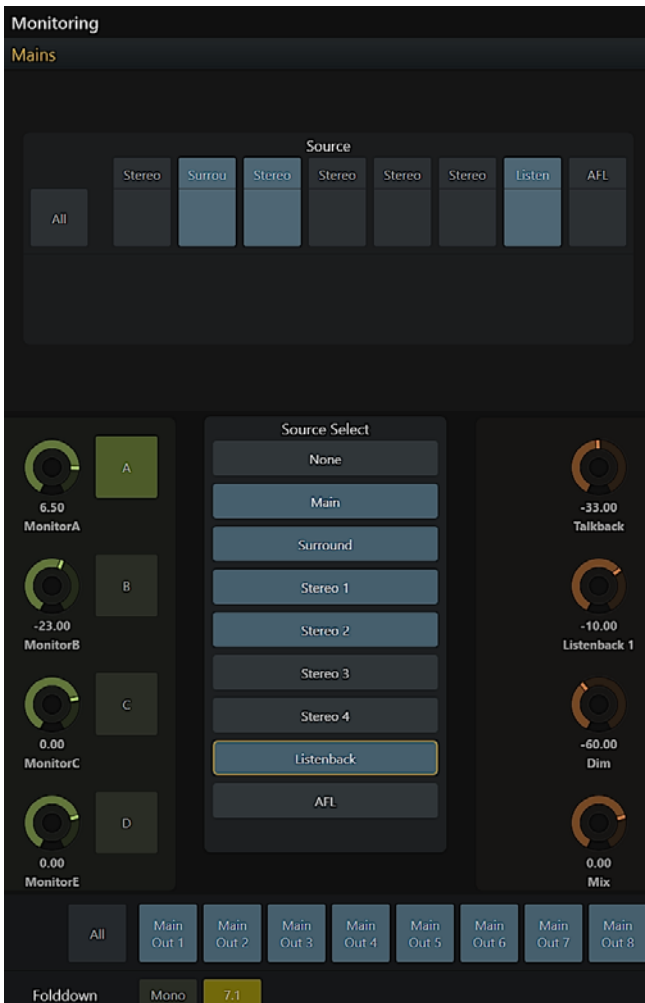 Monitoring
Mains
Source
Stereo Surrou Stereo Stereo Stereo Stereo Listen AFL
All
Source Select
None
Main
Surround
Stereo 1
Stereo 2
Stereo 3
Stereo 4
Listenback
AFL
A
6.50
MonitorA
B
-23.00
MonitorB
C
0.00
MonitorC
D
0.00
MonitorE
-33.00
Talkback
-10.00
Listenback 1
-60.00
Dim
0.00
Mix
All
Main
Out 1
Main
Out 2
Main
Out 3
Main
Out 4
Main
Out 5
Main
Out 6
Main
Out 7
Main
Out 8
Folddown Mono 7.1